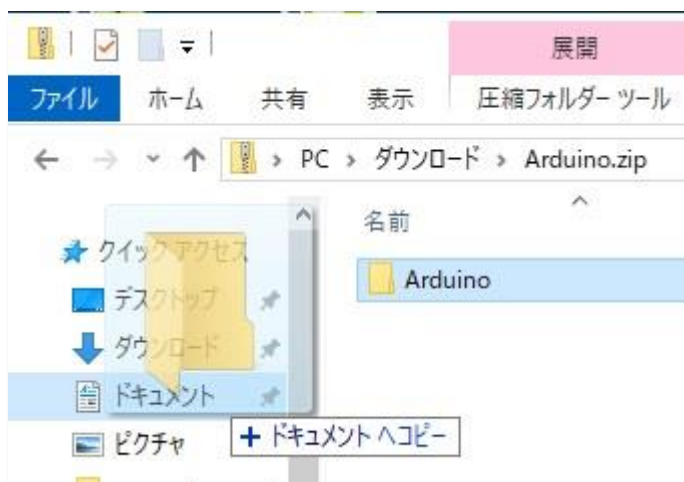 展開
ファイル ホーム 共有 表示 圧縮フォルダー ツール
PC › ダウンロード › Arduino.zip
名前
クイック アクセス
Arduino
デスクトップ
ダウンロード
ドキュメント
ピクチャ
+ ドキュメント へコピー